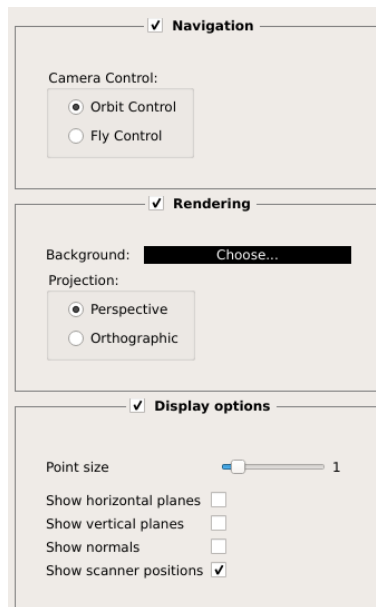 Navigation
Camera Control:
Orbit Control
Fly Control
Rendering
Background: Choose...
Projection:
Perspective
Orthographic
Display options
Point size 1
Show horizontal planes
Show vertical planes
Show normals
Show scanner positions